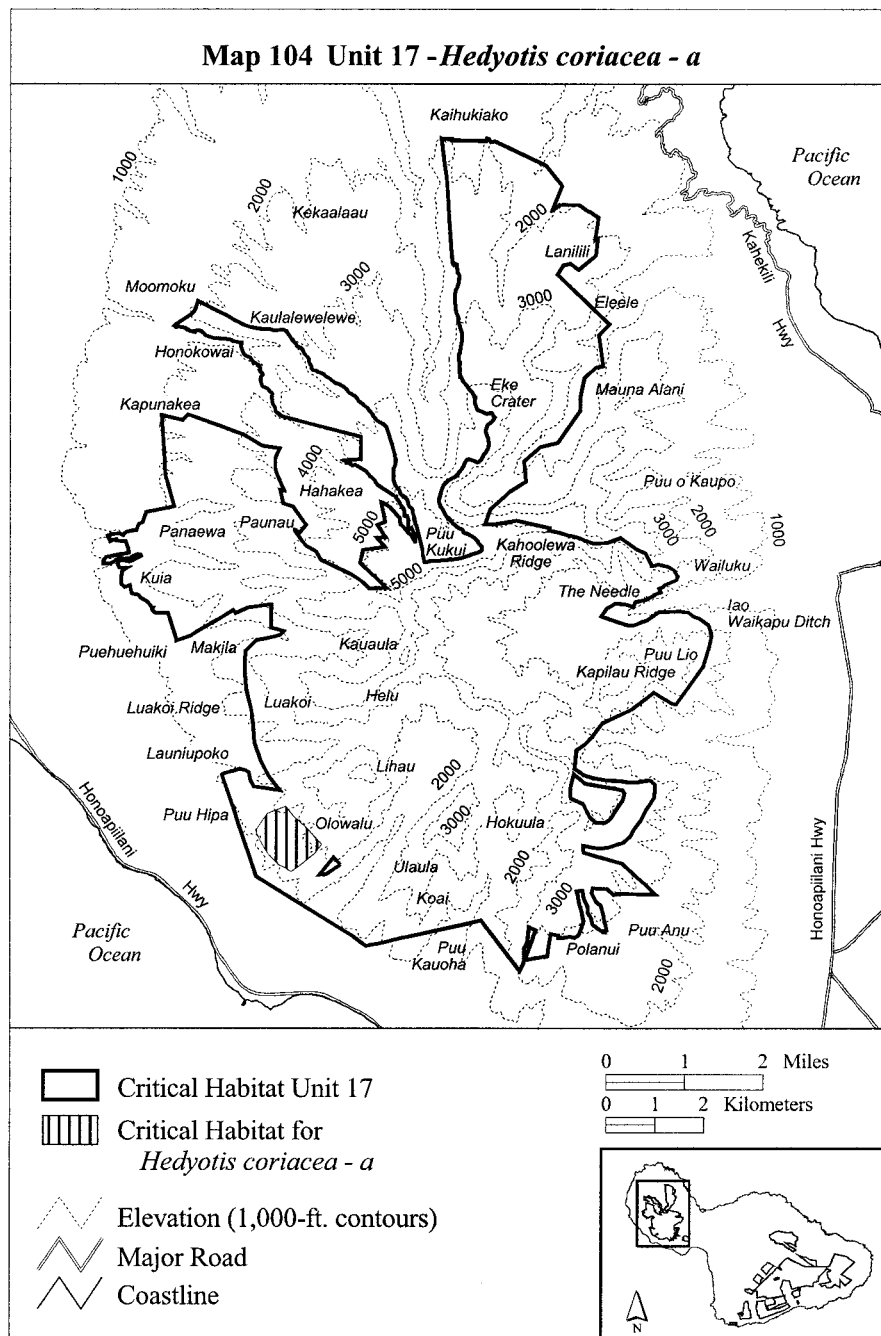 Map 104 Unit 17 - Hedyotis coriacea - a
Kaihukiako
Pacific
Ocean
1000
2000
Kekaalaau
2000
Kahekili
Hwy
Lanilili
3000
Moomoku
3000
Eleele
Kaulalewelewe
Honokowai
Eke
Crater
Mauna Alani
Kapunakea
4000
Hahakea
Puu o Kaupo
Panaewa
Paunau
5000
Puu
Kukui
Kahoolewa
Ridge
3000
2000
1000
Wailuku
Kuia
5000
The Needle
Iao
Waikapu Ditch
Puehuehuiki
Makila
Kauaula
Puu Lio
Kapilau Ridge
Luakoi Ridge
Luakoi
Helu
Launiupoko
Lihau
2000
Puu Hipa
Olowalu
3000
Hokuula
Honoapiilani
Hwy
Ulaula
2000
Koai
3000
Honoapiilani Hwy
Pacific
Ocean
Puu
Kauoha
Polanui
Puu Anu
2000
Critical Habitat Unit 17
Critical Habitat for
Hedyotis coriacea - a
Elevation (1,000-ft. contours)
Major Road
Coastline
0 1 2 Miles
0 1 2 Kilometers
N